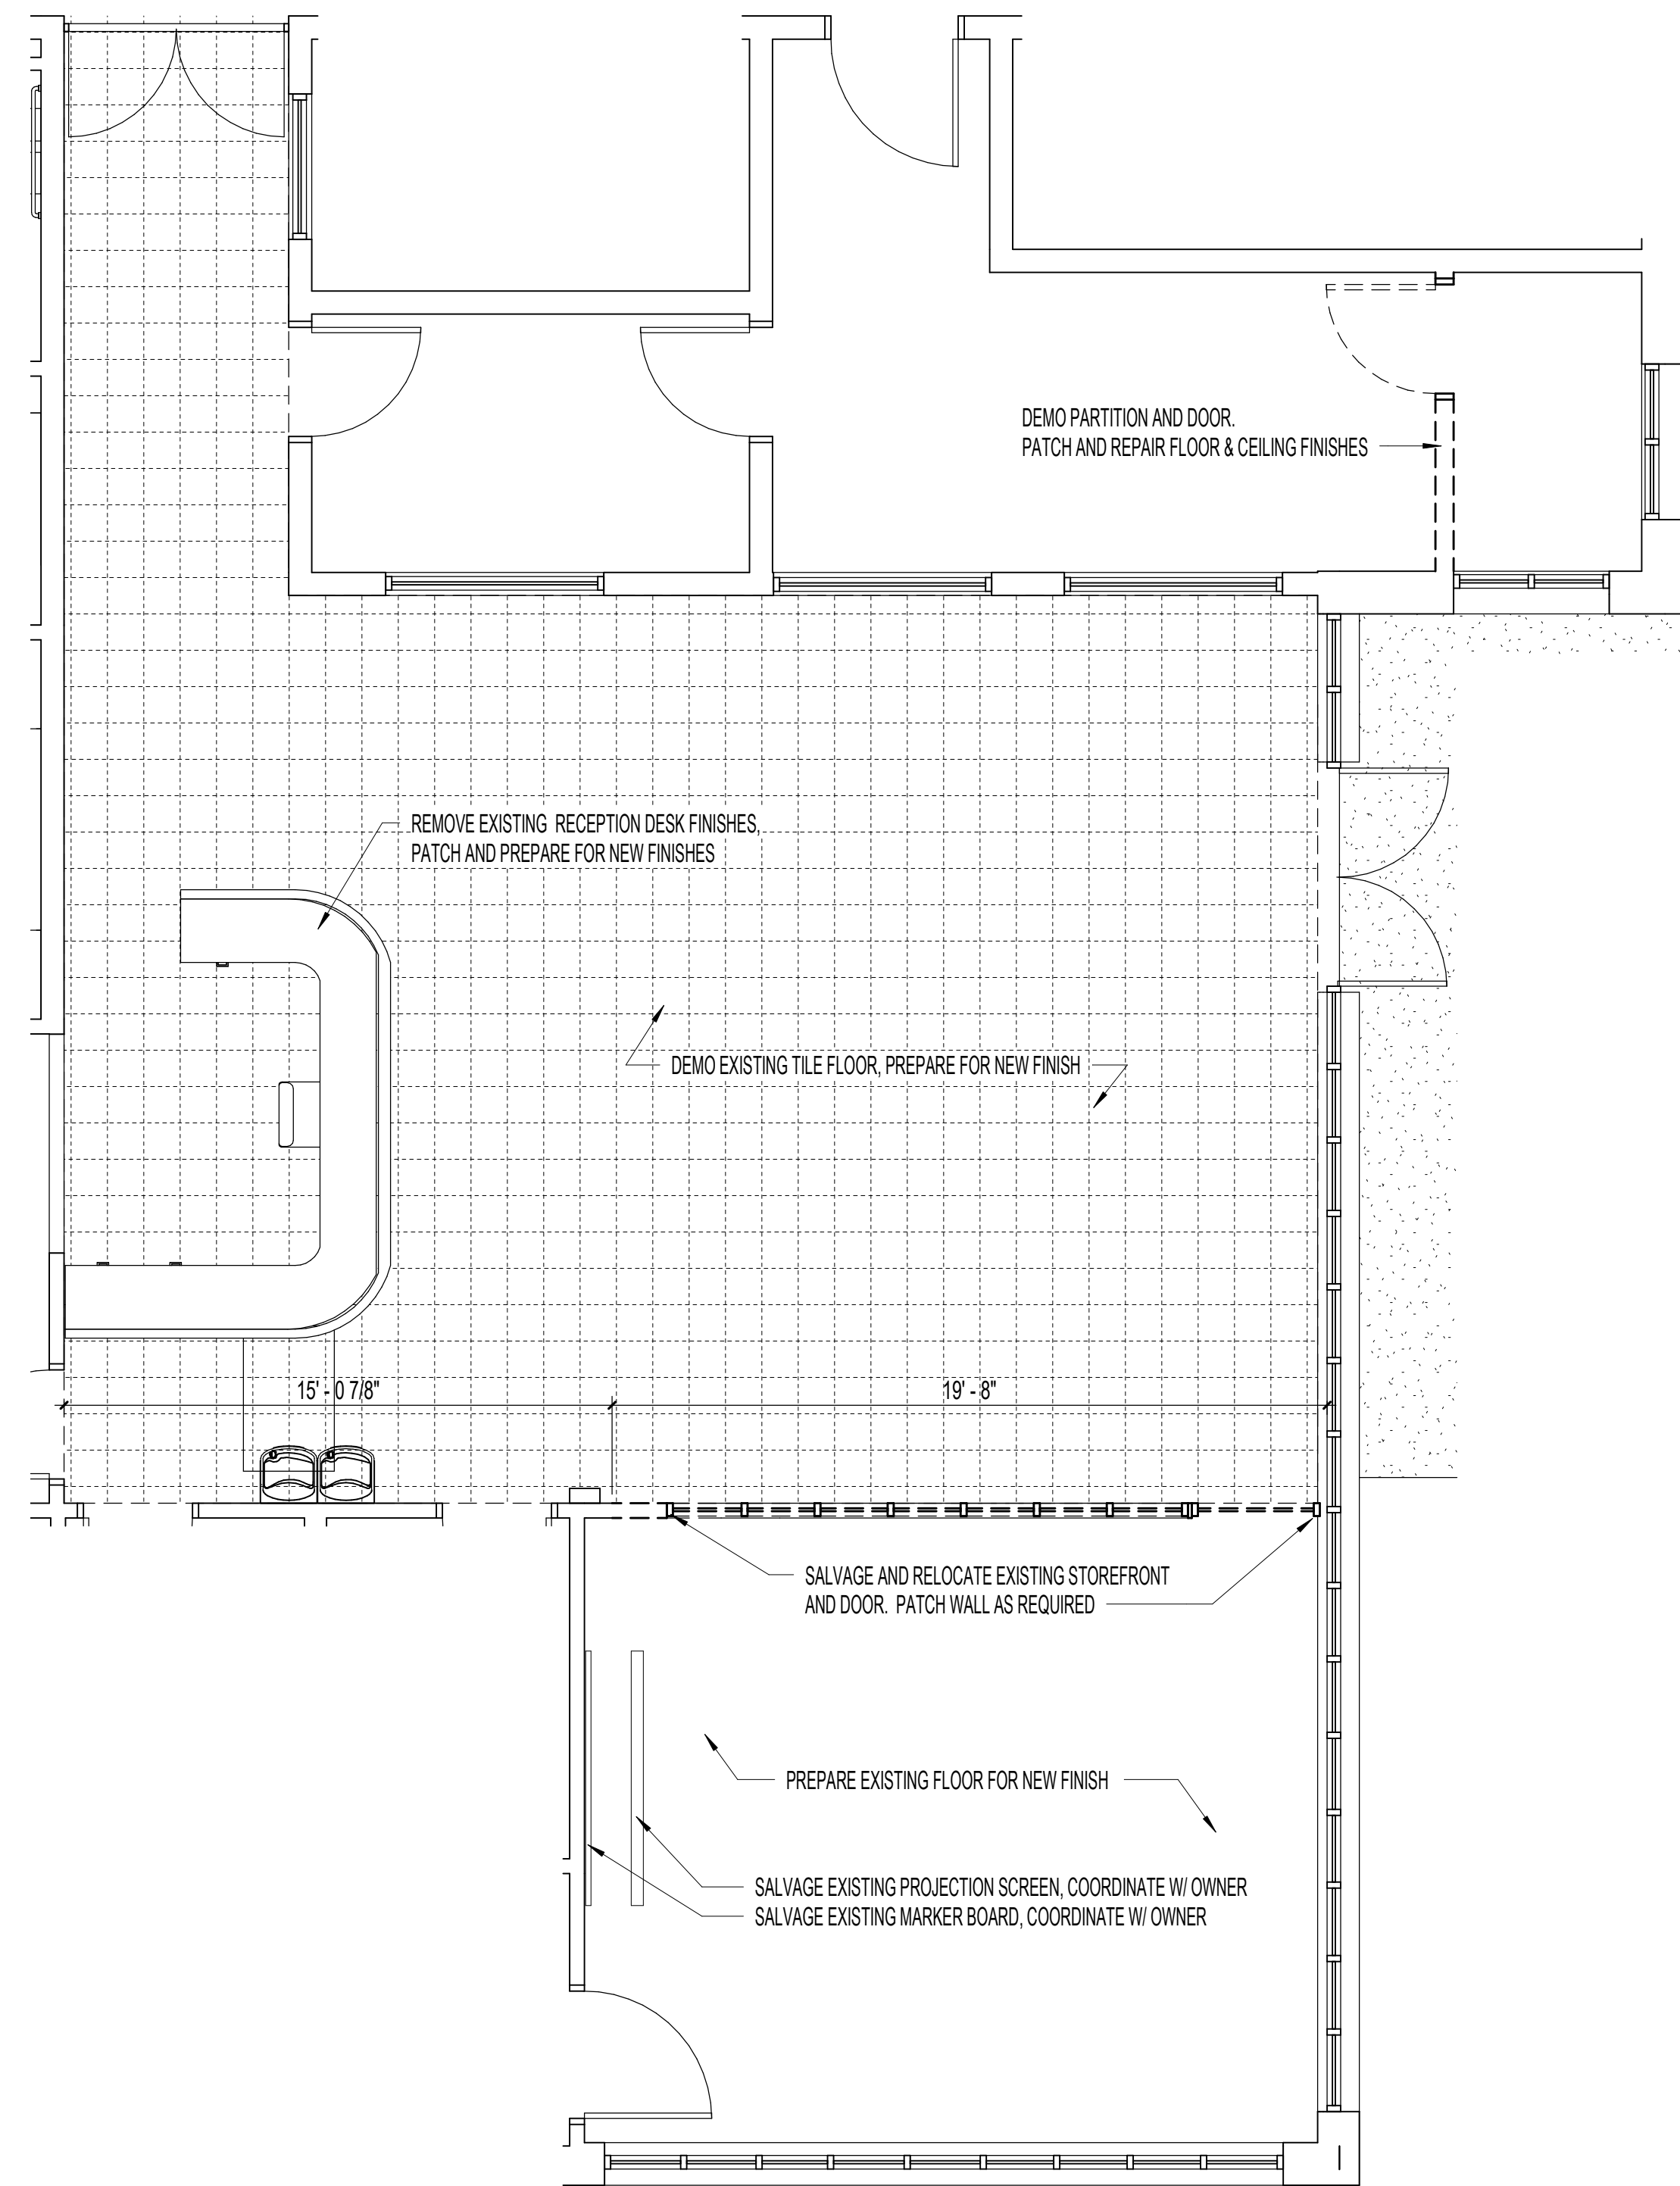 DEMO PARTITION AND DOOR.
PATCH AND REPAIR FLOOR & CEILING FINISHES
REMOVE EXISTING  RECEPTION DESK FINISHES,
PATCH AND PREPARE FOR NEW FINISHES
DEMO EXISTING TILE FLOOR, PREPARE FOR NEW FINISH
15' - 0 7/8"
19' - 8"
SALVAGE AND RELOCATE EXISTING STOREFRONT
AND DOOR.  PATCH WALL AS REQUIRED
PREPARE EXISTING FLOOR FOR NEW FINISH
SALVAGE EXISTING PROJECTION SCREEN, COORDINATE W/ OWNER
SALVAGE EXISTING MARKER BOARD, COORDINATE W/ OWNER